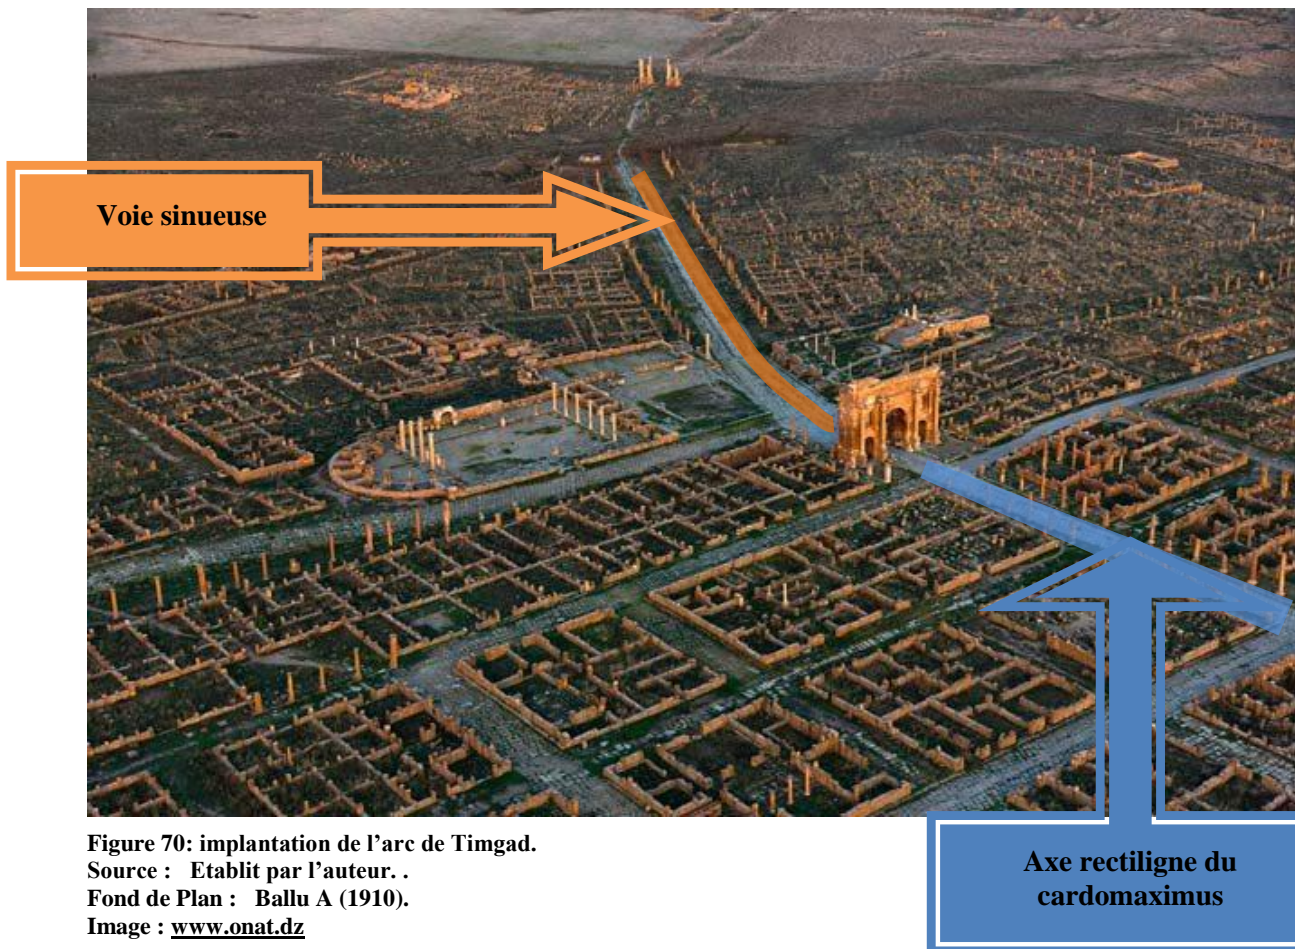 Voie sinueuse
Axe rectiligne du
cardomaximus
Figure 70: implantation de l’arc de Timgad.
Source : Etablit par l’auteur. .
Fond de Plan : Ballu A (1910).
Image : www.onat.dz